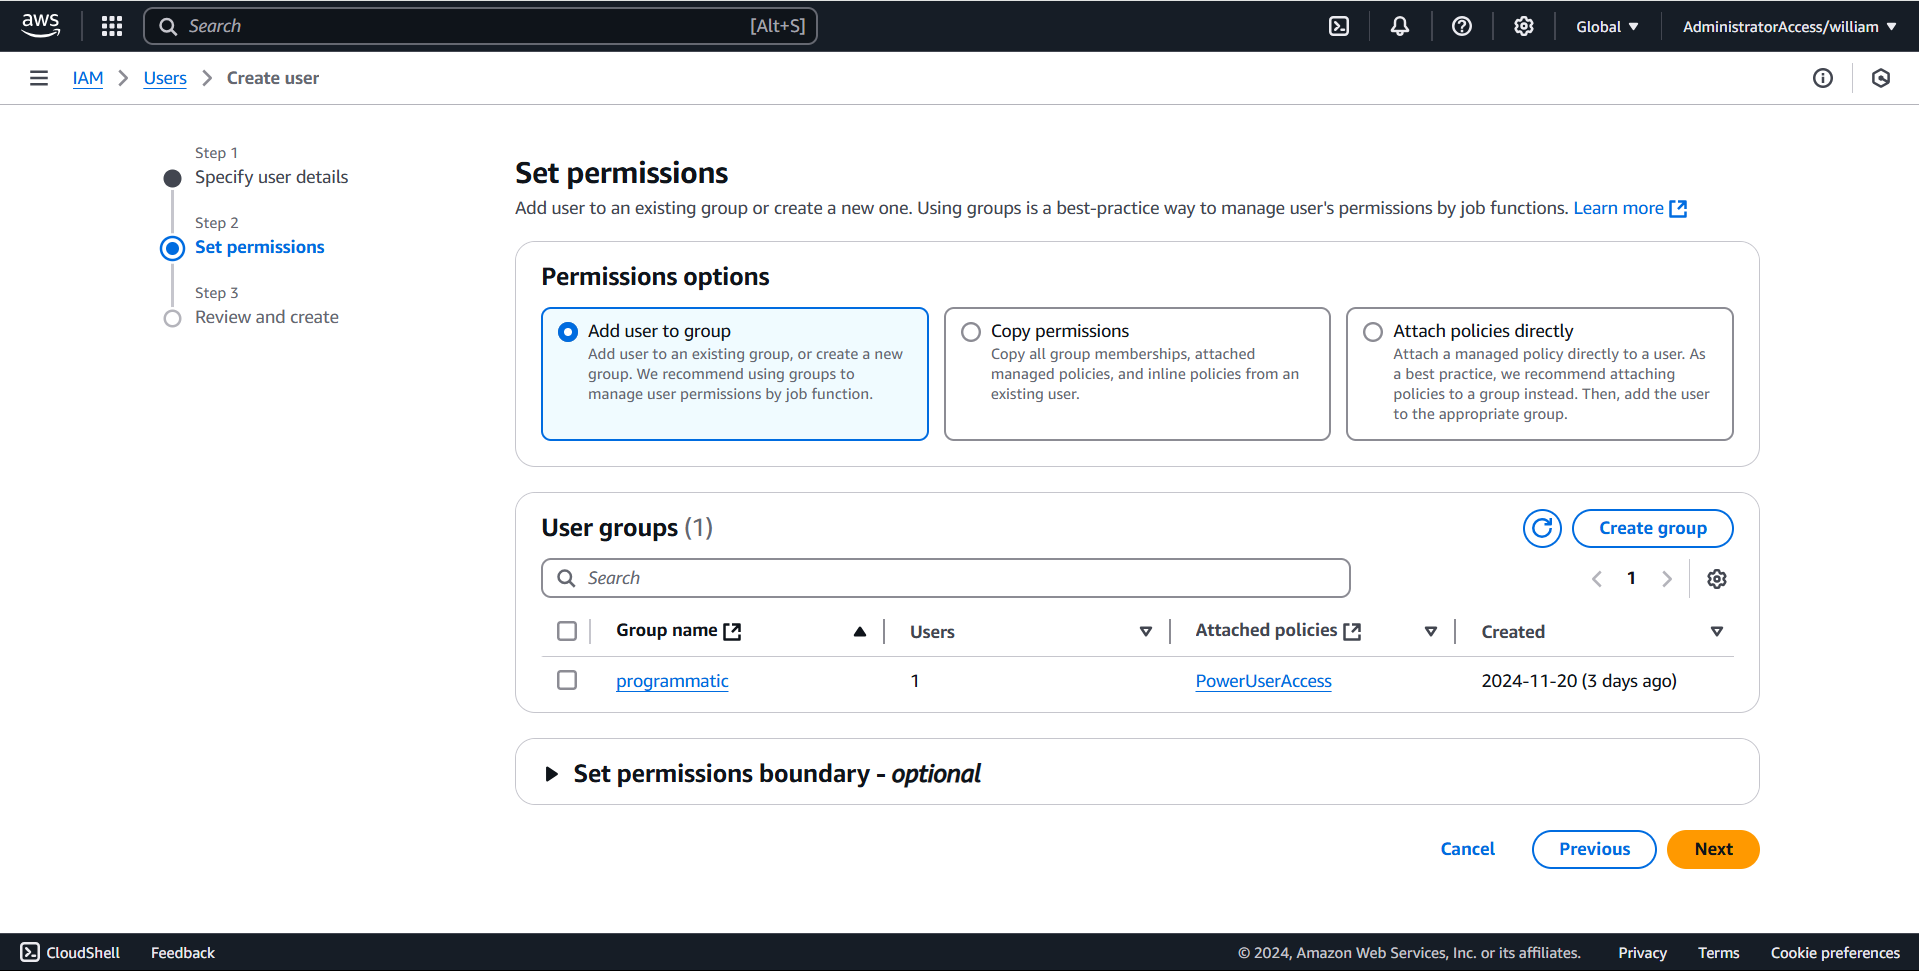 aws
Search [Alt+S]
Global
AdministratorAccess/william
IAM
Users
Create user
Step 1
Specify user details
Step 2
Set permissions
Step 3
Review and create
Set permissions
Add user to an existing group or create a new one. Using groups is a best-practice way to manage user's permissions by job functions. Learn more
Permissions options
Add user to group
Add user to an existing group, or create a new
group. We recommend using groups to
manage user permissions by job function.
Copy permissions
Copy all group memberships, attached
managed policies, and inline policies from an
existing user.
Attach policies directly
Attach a managed policy directly to a user. As
a best practice, we recommend attaching
policies to a group instead. Then, add the user
to the appropriate group.
User groups (1)
Create group
Search
1
Group name Users Attached policies Created
programmatic 1 PowerUserAccess 2024-11-20 (3 days ago)
Set permissions boundary - optional
Cancel Previous Next
CloudShell Feedback © 2024, Amazon Web Services, Inc. or its affiliates. Privacy Terms Cookie preferences